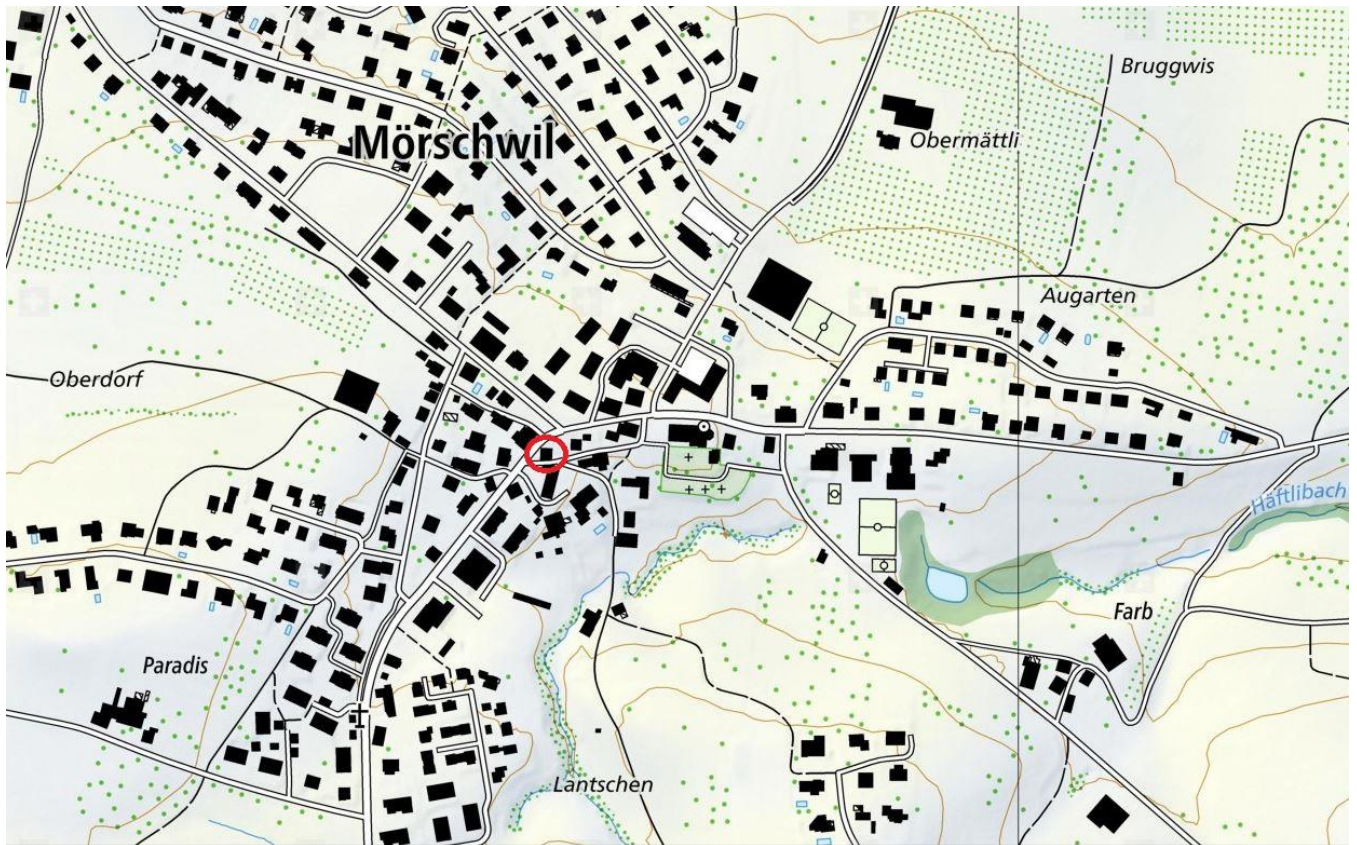 Bruggwis
Mörschwil
Obermättli
Augarten
Oberdorf
Häftlibach
Farb
Paradis
Lantschen